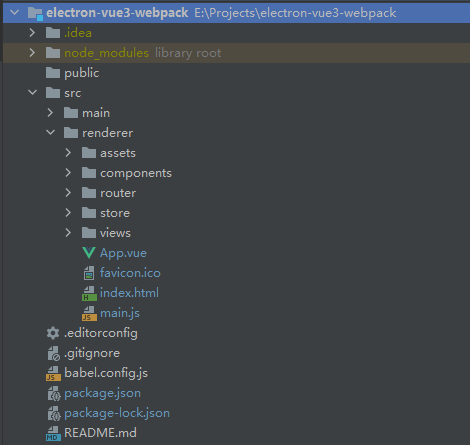 electron-vue3-webpack E:\Projects\electron-vue3-webpack
.idea
node_modules library root
public
src
main
renderer
assets
components
router
store
views
App.vue
favicon.ico
index.html
main.js
.editorconfig
.gitignore
babel.config.js
package.json
package-lock.json
README.md